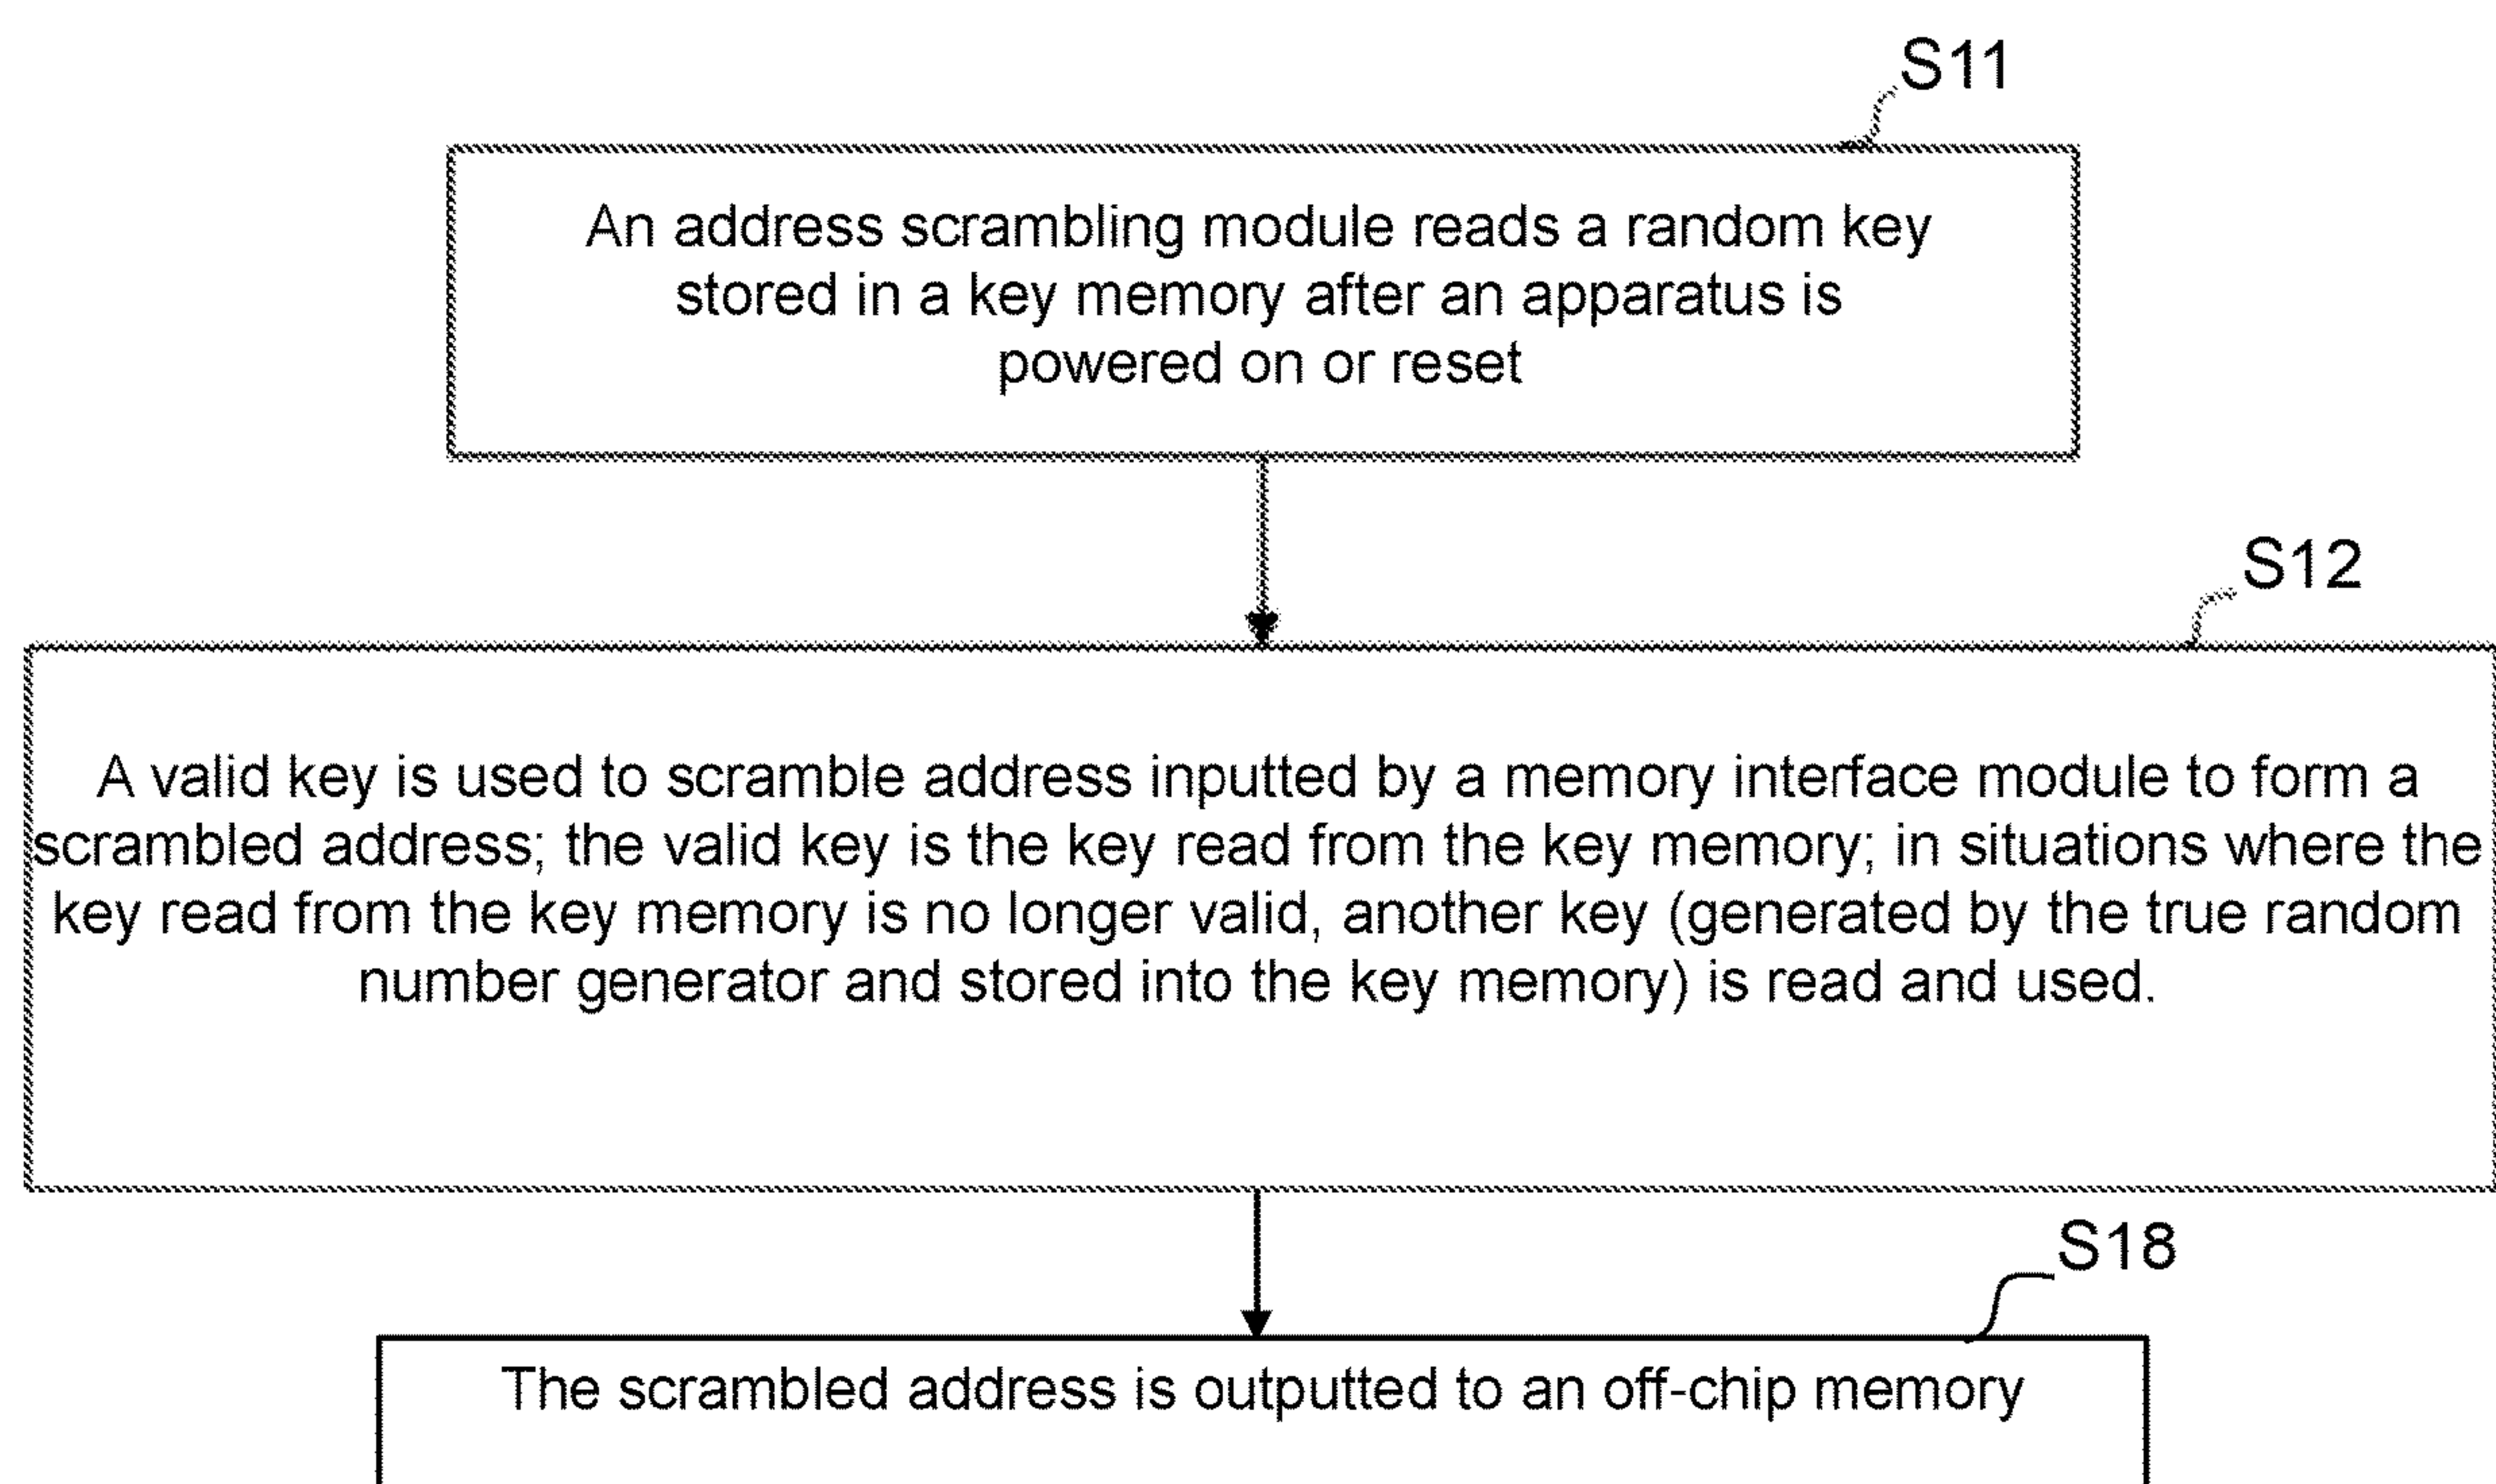 S11
An address scrambling module reads a random key
stored in a key memory after an apparatus is
powered on or reset
S12
A valid key is used to scramble address inputted by a memory interface module to form a
scrambled address; the valid key is the key read from the key memory; in situations where the
key read from the key memory is no longer valid, another key (generated by the true random
number generator and stored into the key memory) is read and used.
S18
The scrambled address is outputted to an off-chip memory